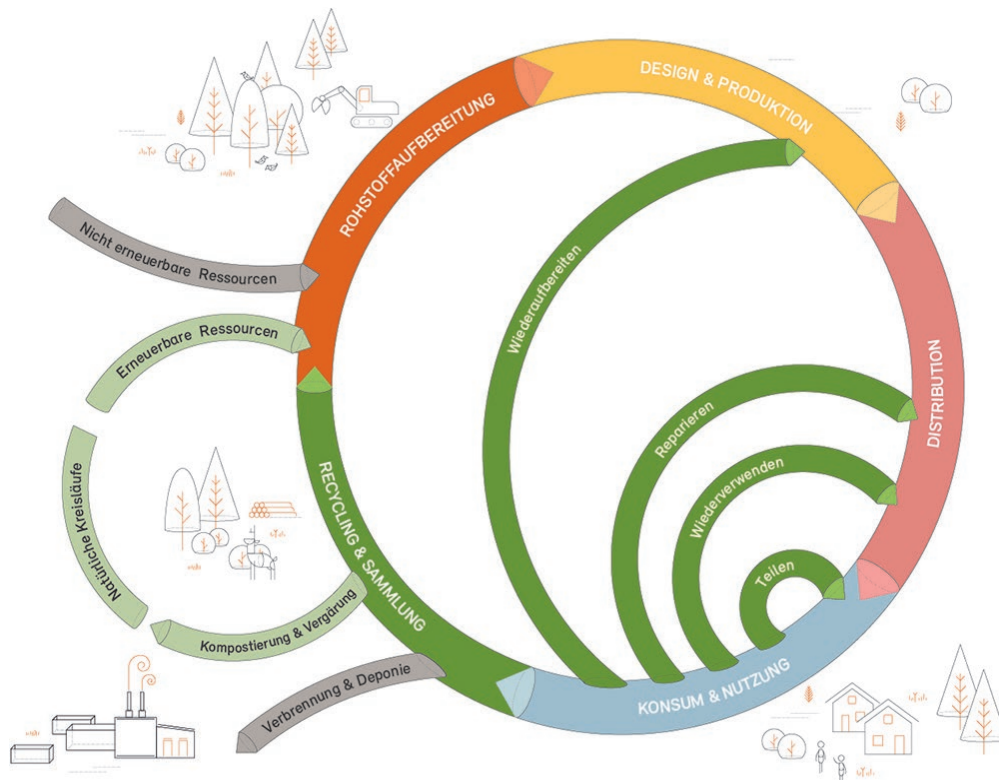 DESIGN & PRODUKTION
ROHSTOFFAUFBEREITUNG
Nicht erneuerbare Ressourcen
Wiederaufbereiten
Erneuerbare Ressourcen
DISTRIBUTION
Reparieren
Wiederverwenden
RECYCLING & SAMMLUNG
Natürliche Kreisläufe
Teilen
Kompostierung & Vergärung
Verbrennung & Deponie
KONSUM & NUTZUNG